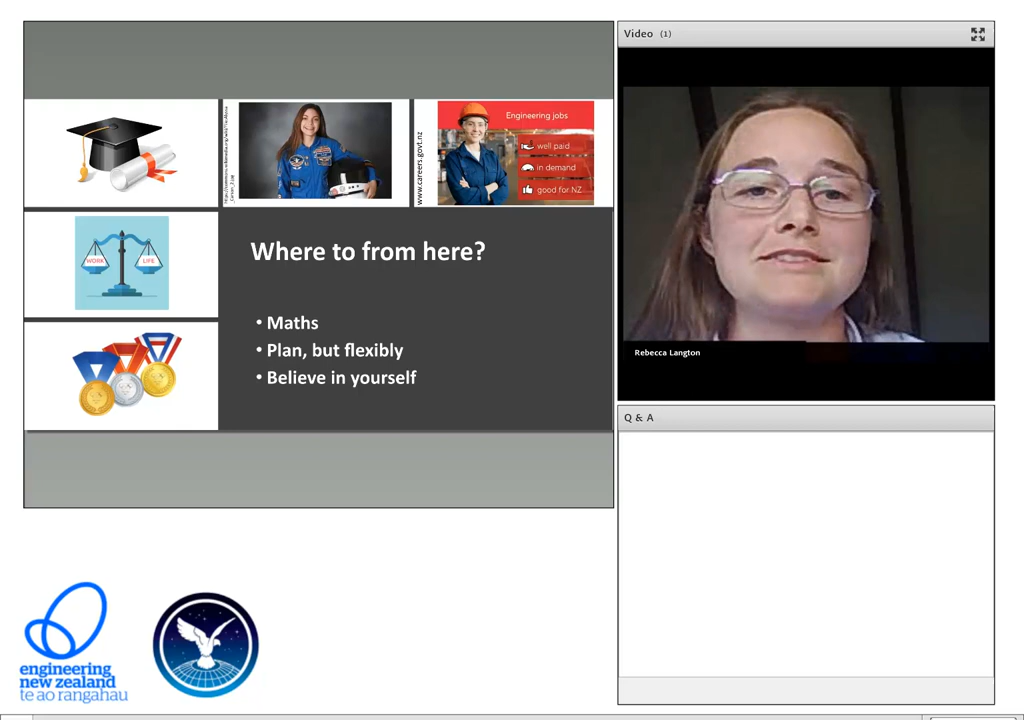 Video (1)
Engineering jobs
well paid
in demand
good for NZ
www.careers.govt.nz
WORK
LIFE
Where to from here?
• Maths
• Plan, but flexibly
• Believe in yourself
Rebecca Langton
Q & A
engineering
new zealand
te ao rangahau